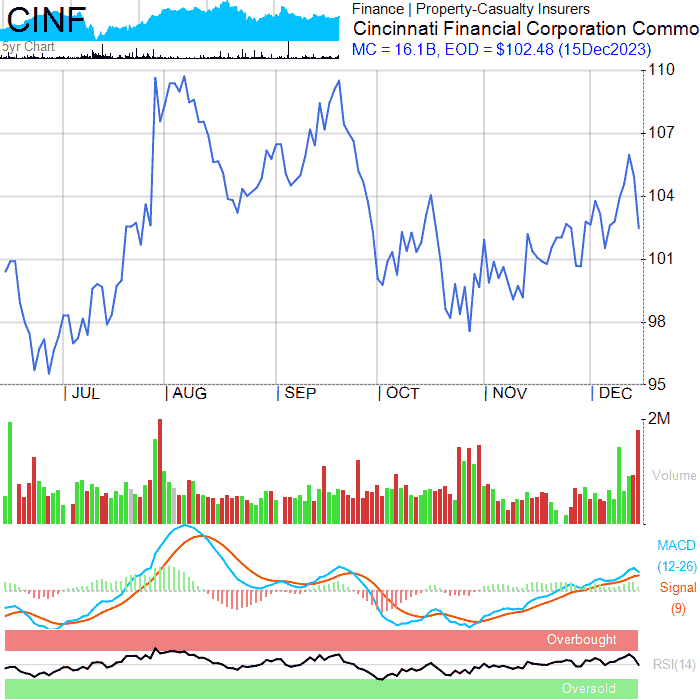 CINF
5yr Chart
Finance | Property-Casualty Insurers
Cincinnati Financial Corporation Commo
MC = 16.1B, EOD = $102.48 (15Dec2023)
110
107
104
101
98
95
JUL AUG SEP OCT NOV DEC
2M
Volume
MACD
(12-26)
Signal
(9)
Overbought
RSI(14)
Oversold